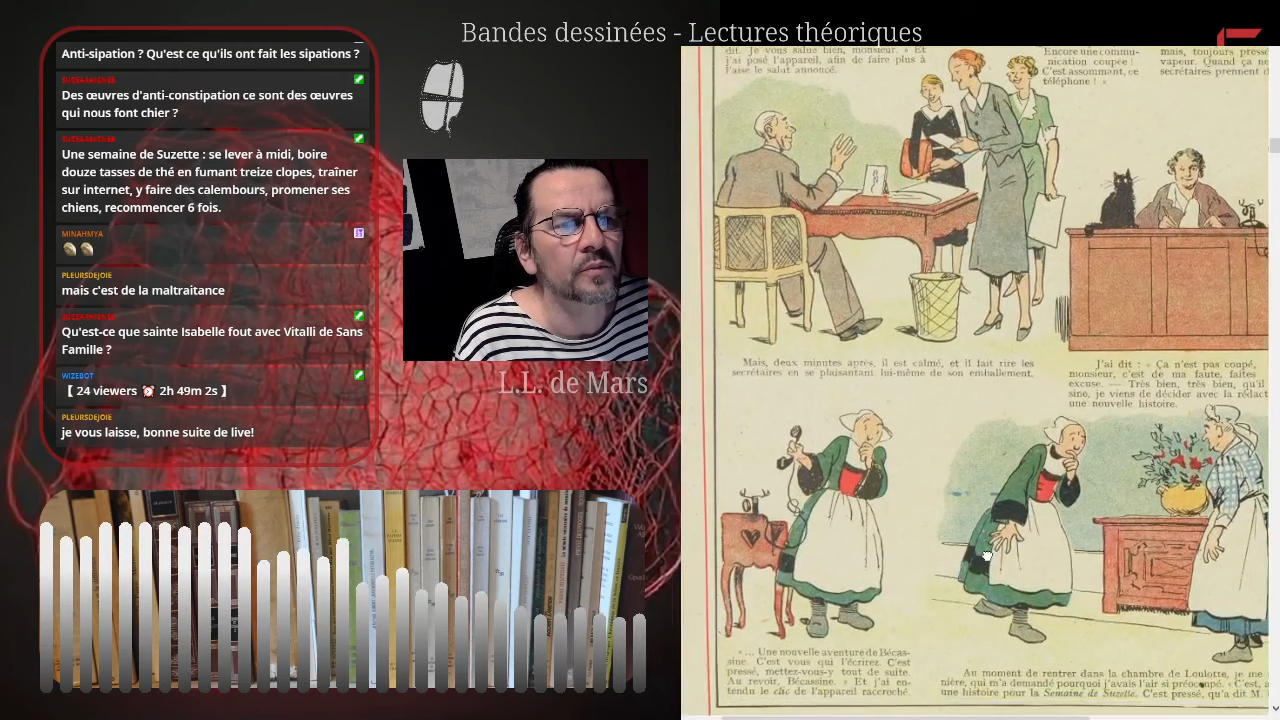 Bandes dessinées - Lectures théoriques
Anti-sipation ? Qu'est ce qu'ils ont fait les sipations ?
Des œuvres d'anti-constipation ce sont des œuvres
qui nous font chier ?
Une semaine de Suzette : se lever à midi, boire
douze tasses de thé en fumant treize clopes, traîner
sur internet, y faire des calembours, promener ses
chiens, recommencer 6 fois.
MINAHMYA
PLEURSDEJOIE
mais c'est de la maltraitance
Qu'est-ce que sainte Isabelle fout avec Vitalli de Sans
Famille ?
WIZEBOT
【 24 viewers ⏰ 2h 49m 2s 】
PLEURSDEJOIE
je vous laisse, bonne suite de live!
L.L. de Mars
dit. Je vous salue bien, monsieur. » Et
j'ai posé l'appareil, afin de faire plus à
l'aise le salut annoncé.
Encore une commu-
nication coupée !
C'est assommant, ce
téléphone ! »
mais, toujours press
vapeur. Quand ça ne
secrétaires prennent d
Mais, deux minutes après, il est calmé, et il fait rire les
secrétaires en se plaisantant lui-même de son emballement.
J'ai dit : « Ça n'est pas coupé,
monsieur, c'est de ma faute, faites
excuse. — Très bien, très bien, qu'il
sine, je viens de décider avec la rédact
une nouvelle histoire.
« ... Une nouvelle aventure de Bécas-
sine. C'est vous qui l'écrirez. C'est
pressé, mettez-vous-y tout de suite.
Au revoir, Bécassine. » Et j'ai en-
tendu le clic de l'appareil raccroché.
Au moment de rentrer dans la chambre de Loulotte, je me
nière, qui m'a demandé pourquoi j'avais l'air si préoccupé. « C'est, a
une histoire pour la Semaine de Suzette. C'est pressé, qu'a dit M.